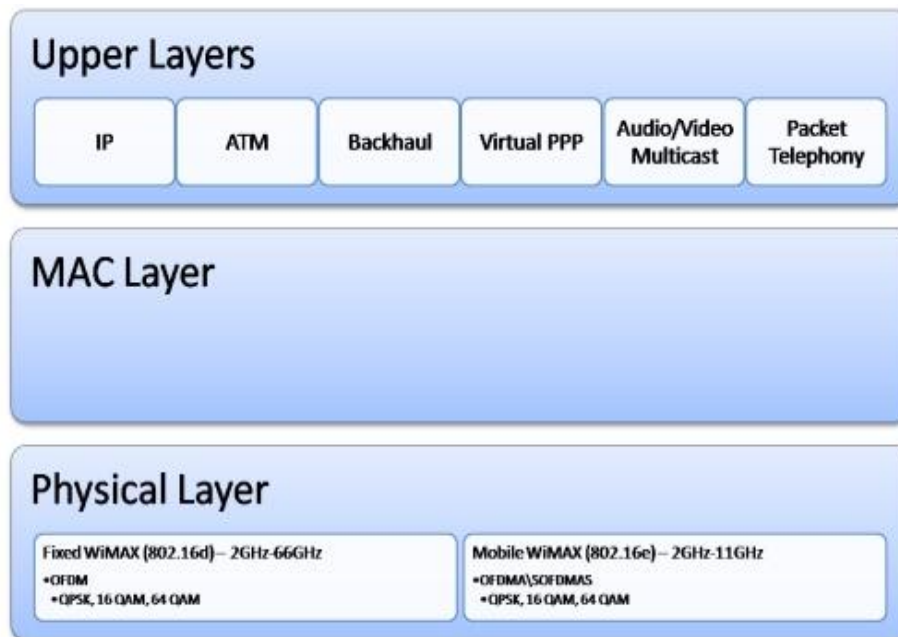 Upper Layers
IP
ATM
Backhaul
Virtual PPP
Audio/Video
Multicast
Packet
Telephony
MAC Layer
Physical Layer
Fixed WiMAX (802.16d) – 2GHz-66GHz
•OFDM
•QPSK, 16 QAM, 64 QAM
Mobile WiMAX (802.16e) – 2GHz-11GHz
•OFDMA\SOFDMAS
•QPSK, 16 QAM, 64 QAM